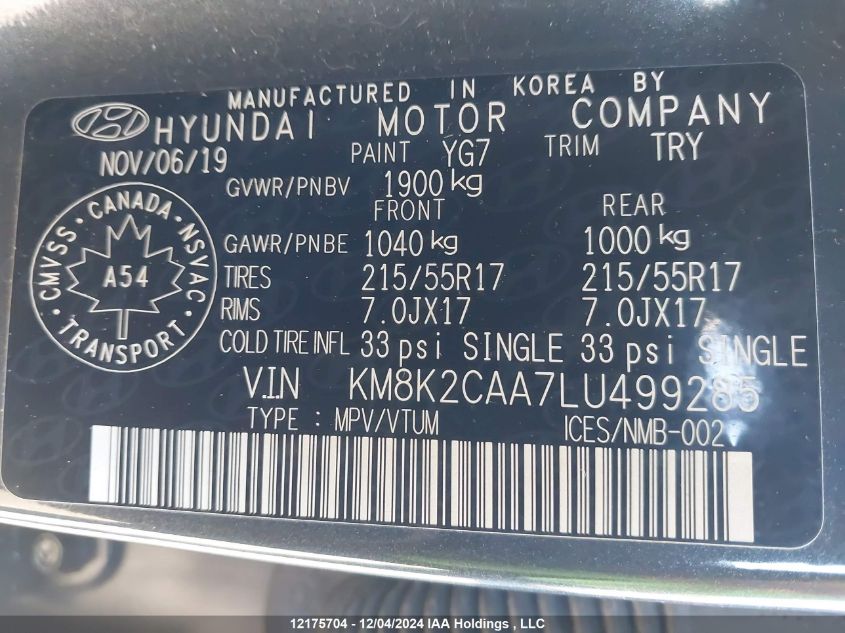 MANUFACTURED IN KOREA BY
HYUNDAI MOTOR COMPANY
NOV/06/19 PAINT YG7 TRIM TRY
GVWR/PNBV 1900 kg
FRONT REAR
GAWR/PNBE 1040 kg 1000 kg
TIRES 215/55R17 215/55R17
RIMS 7.0JX17 7.0JX17
COLD TIRE INFL 33 psi SINGLE 33 psi SINGLE
V.I.N KM8K2CAA7LU499285
TYPE : MPV/VTUM ICES/NMB-002
CMVSS · CANADA · NSVAC · TRANSPORT ·
A54
12175704 - 12/04/2024 IAA Holdings , LLC